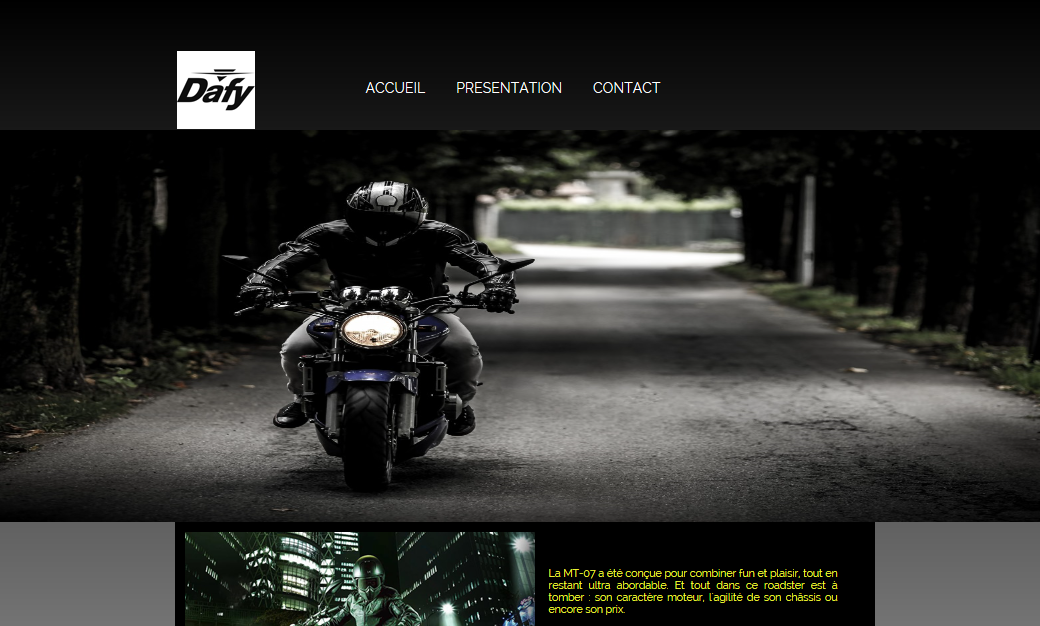 Dafy
ACCUEIL PRESENTATION CONTACT
La MT-07 a été conçue pour combiner fun et plaisir, tout en
restant ultra abordable. Et tout dans ce roadster est à
tomber : son caractère moteur, l'agilité de son châssis ou
encore son prix.